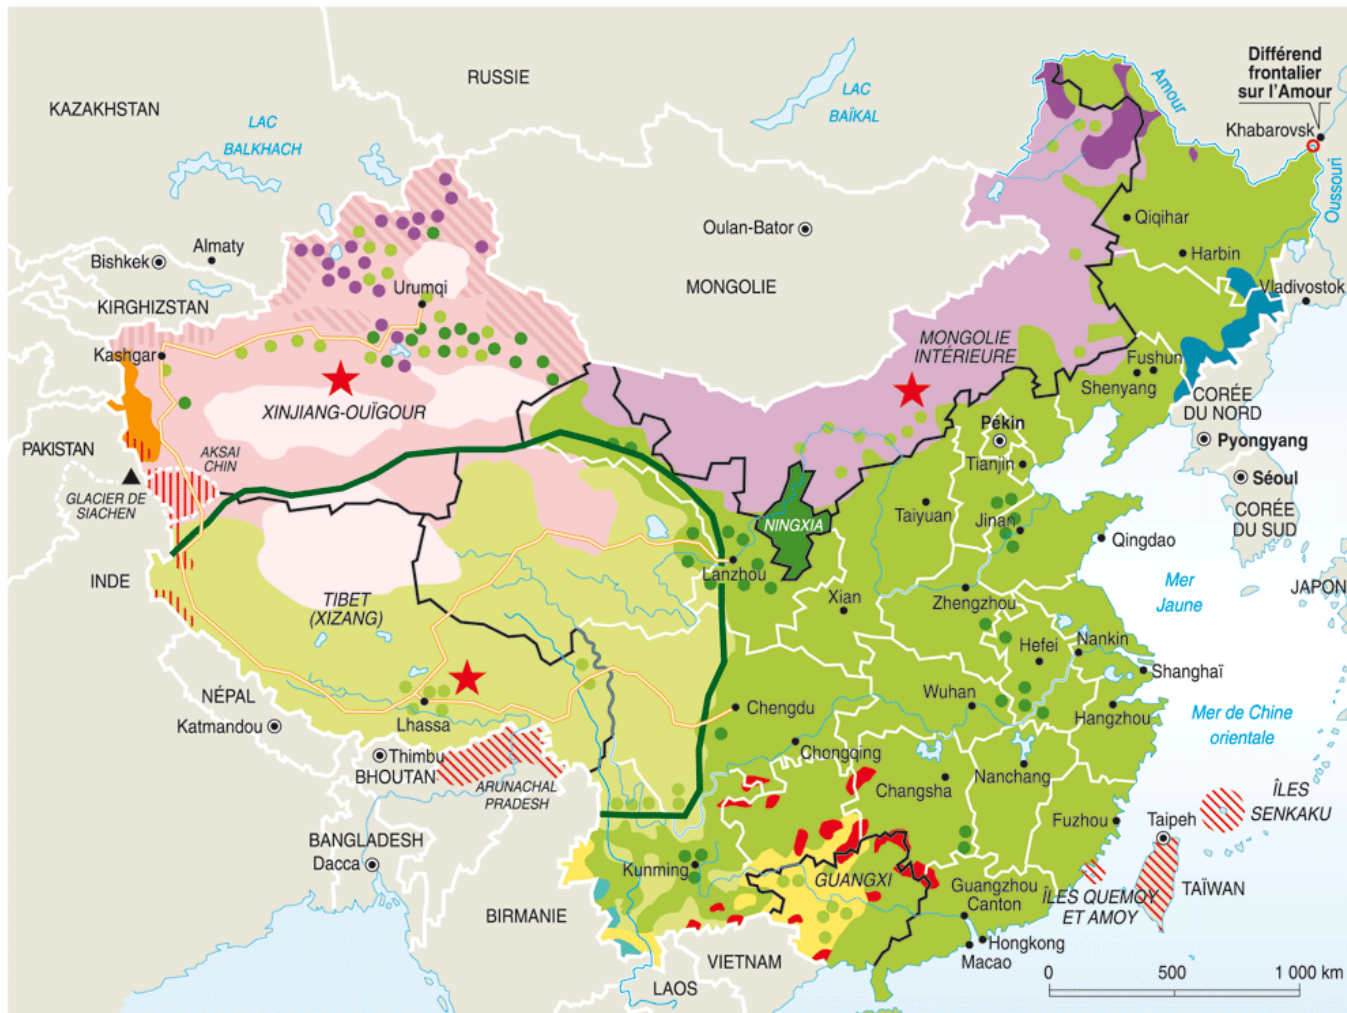 RUSSIE
KAZAKHSTAN
LAC
BALKHACH
LAC
BAÏKAL
Amour
Différend
frontalier
sur l'Amour
Khabarovsk
Oussouri
Oulan-Bator
Qiqihar
Harbin
Almaty
Bishkek
MONGOLIE
Vladivostok
KIRGHIZSTAN
Urumqi
Kashgar
MONGOLIE
INTÉRIEURE
Fushun
Shenyang
XINJIANG-OUÏGOUR
CORÉE
DU NORD
Pékin
Pyongyang
PAKISTAN
AKSAI
CHIN
Tianjin
Séoul
GLACIER DE
SIACHEN
CORÉE
DU SUD
Taiyuan
Jinan
NINGXIA
Qingdao
Lanzhou
INDE
Mer
Jaune
JAPON
TIBET
(XIZANG)
Xian
Zhengzhou
Hefei
Nankin
Shanghaï
NÉPAL
Katmandou
Lhassa
Chengdu
Wuhan
Hangzhou
Mer de Chine
orientale
Thimbu
BHOUTAN
Chongqing
Nanchang
ARUNACHAL
PRADESH
Changsha
ÎLES
SENKAKU
Fuzhou
Taipeh
BANGLADESH
Dacca
Kunming
GUANGXI
Guangzhou
Canton
ÎLES QUEMOY
ET AMOY
TAÏWAN
BIRMANIE
Hongkong
Macao
VIETNAM
LAOS
0 500 1 000 km